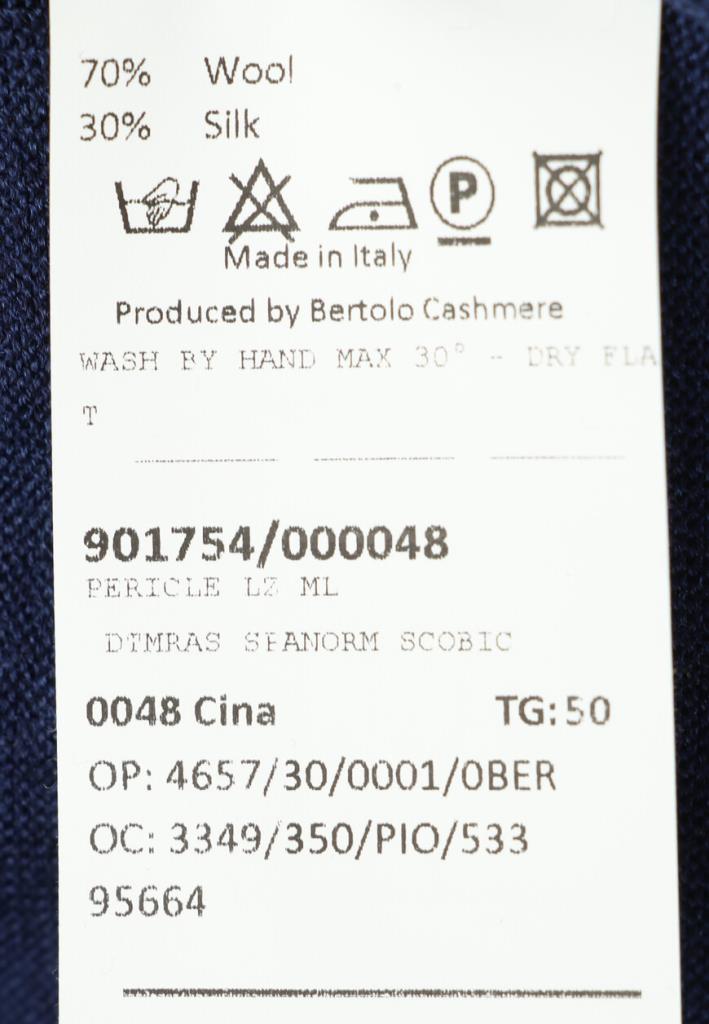 70% Wool
30% Silk
P
Made in Italy
Produced by Bertolo Cashmere
WASH BY HAND MAX 30° - DRY FLA
T
901754/000048
PERICLE LZ ML
DTMRAS SEANORM SCOBIC
0048 Cina TG: 50
OP: 4657/30/0001/0BER
OC: 3349/350/PIO/533
95664